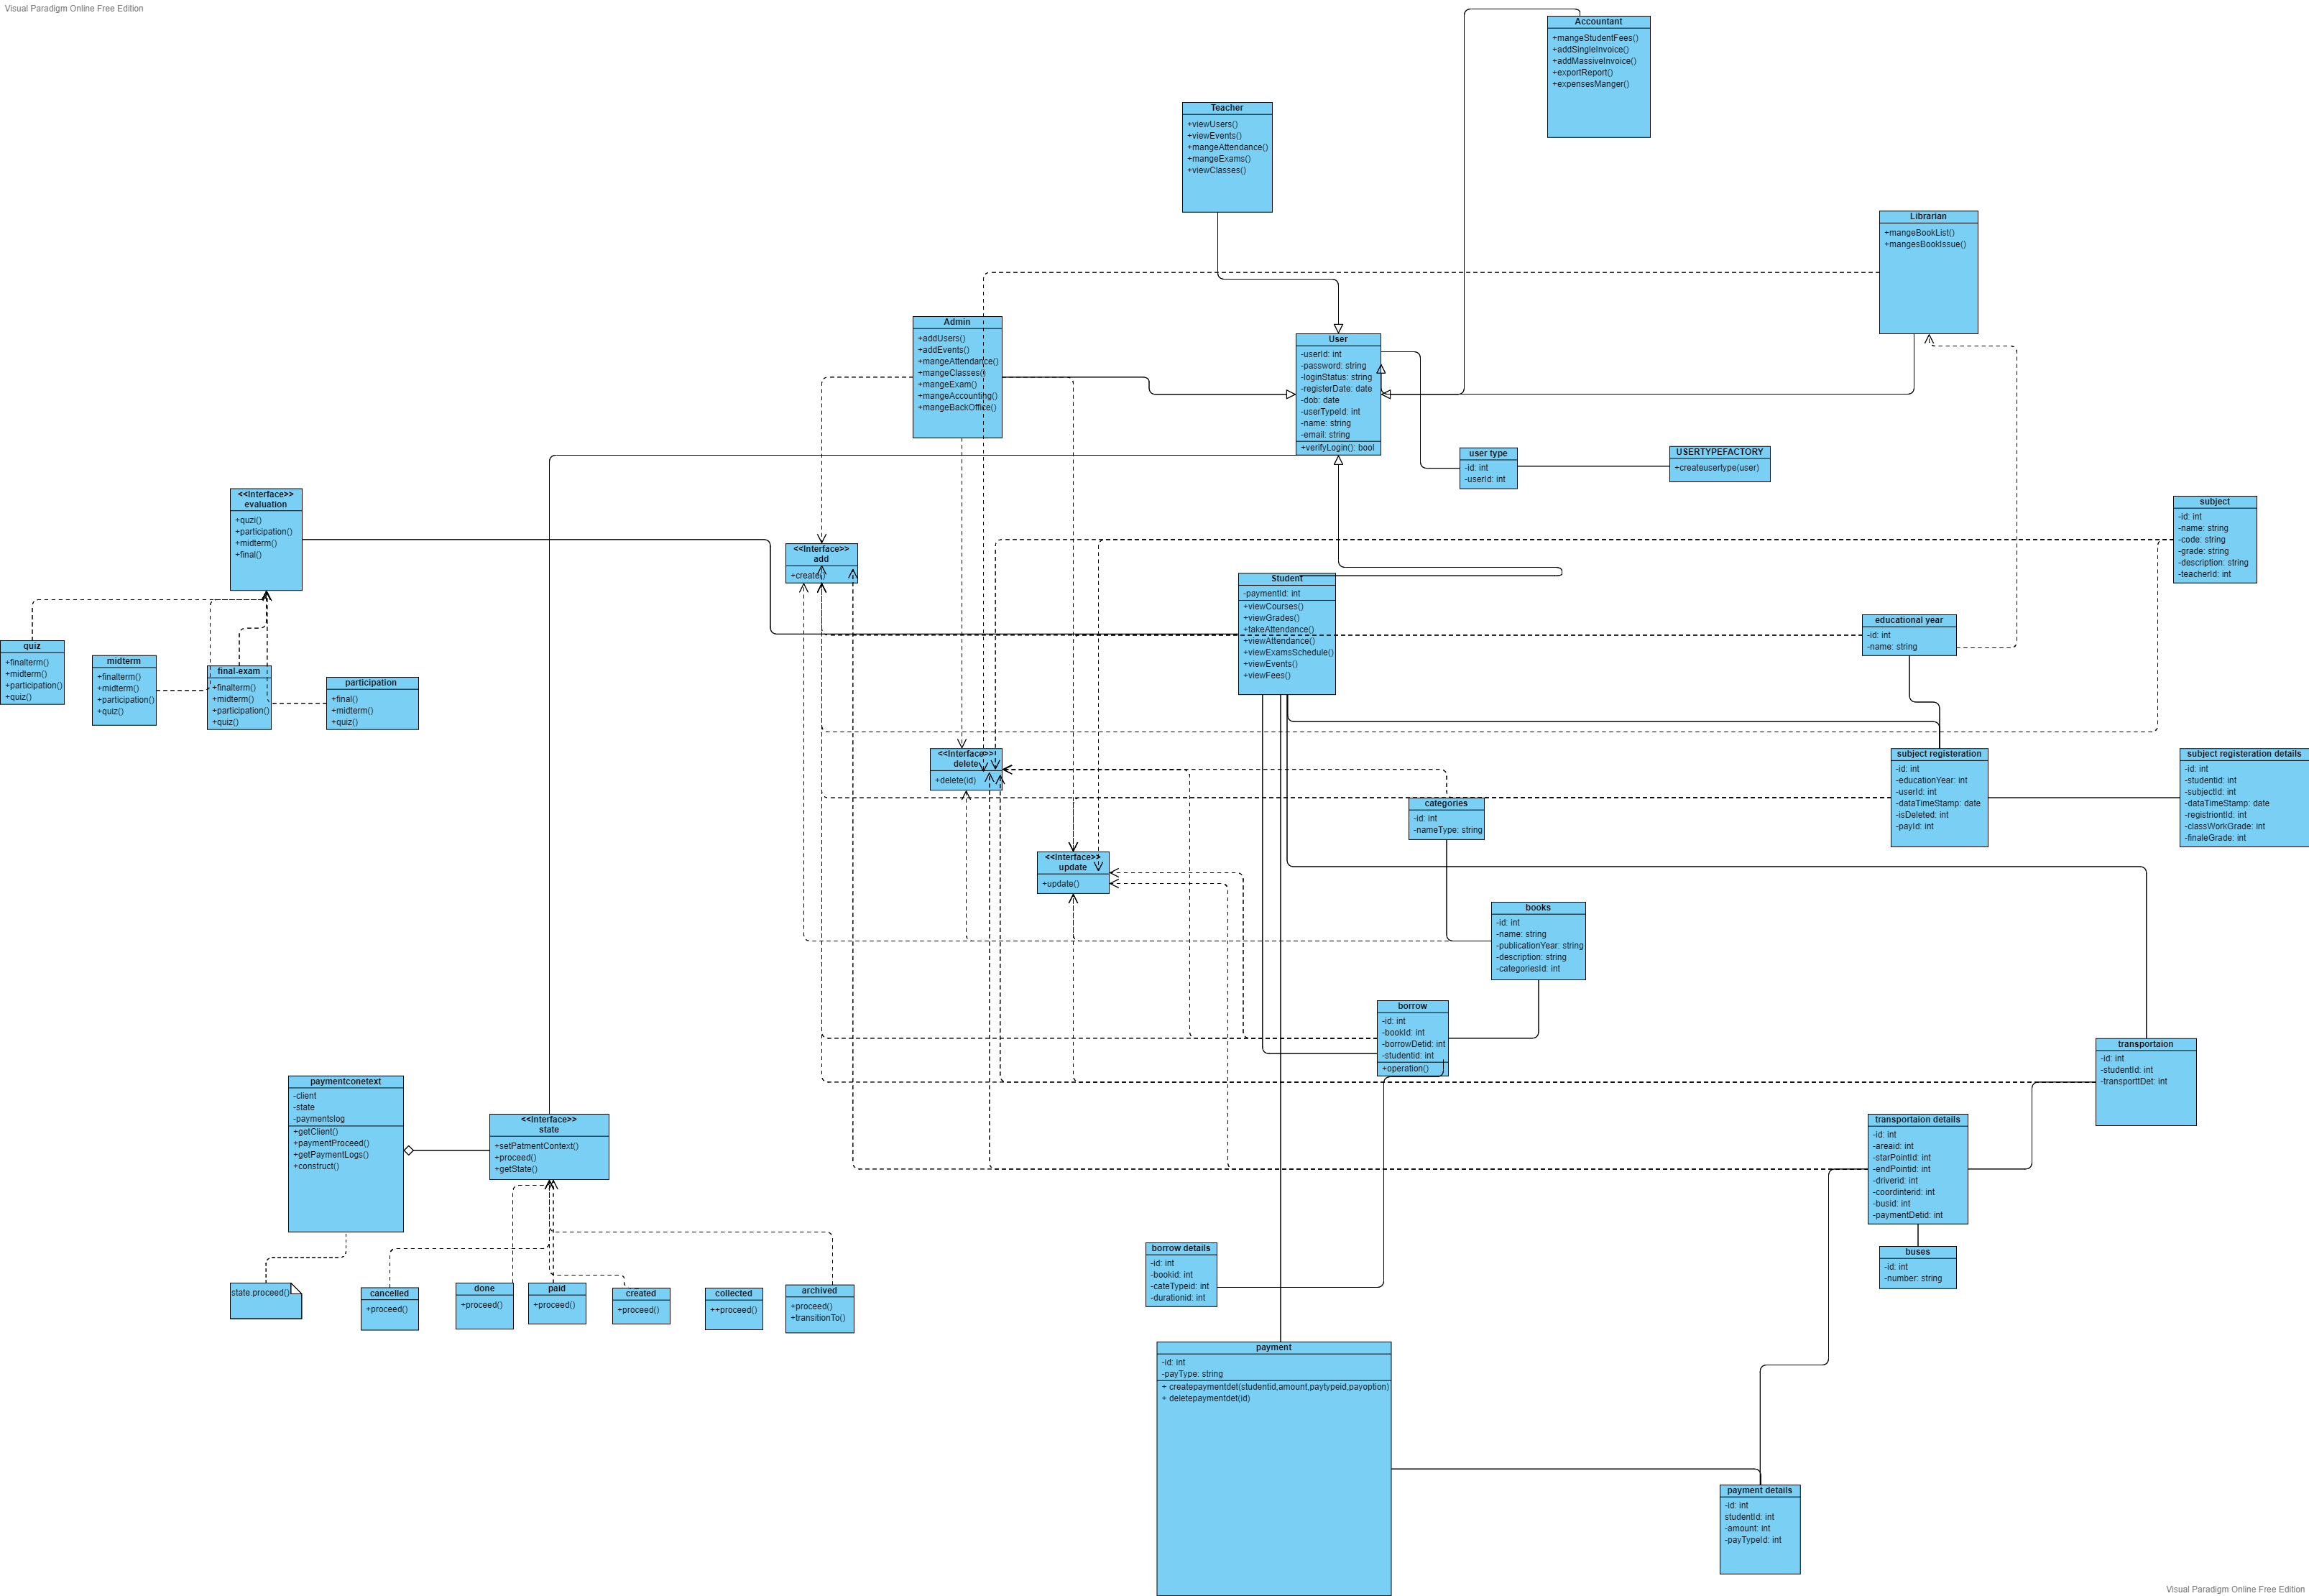 Visual Paradigm Online Free Edition
Accountant
+mangeStudentFees()
+addSingleInvoice()
+addMassiveInvoice()
+exportReport()
+expensesManger()
Teacher
+viewUsers()
+viewEvents()
+mangeAttendance()
+mangeExams()
+viewClasses()
Librarian
+mangeBookList()
+mangesBookIssue()
Admin
+addUsers()
+addEvents()
+mangeAttendance()
+mangeClasses()
+mangeExam()
+mangeAccounting()
+mangeBackOffice()
User
-userId: int
-password: string
-loginStatus: string
-registerDate: date
-dob: date
-userTypeId: int
-name: string
-email: string
+verifyLogin(): bool
user type
-id: int
-userId: int
USERTYPEFACTORY
+createusertype(user)
<<Interface>>
evaluation
+quzi()
+participation()
+midterm()
+final()
subject
-id: int
-name: string
-code: string
-grade: string
-description: string
-teacherId: int
<<Interface>>
add
+create()
Student
-paymentId: int
+viewCourses()
+viewGrades()
+takeAttendance()
+viewAttendance()
+viewExamsSchedule()
+viewEvents()
+viewFees()
educational year
-id: int
-name: string
quiz
+finalterm()
+midterm()
+participation()
+quiz()
midterm
+finalterm()
+midterm()
+participation()
+quiz()
final-exam
+finalterm()
+midterm()
+participation()
+quiz()
participation
+final()
+midterm()
+quiz()
<<Interface>>
delete
+delete(id)
subject registeration
-id: int
-educationYear: int
-userId: int
-dataTimeStamp: date
-isDeleted: int
-payId: int
subject registeration details
-id: int
-studentId: int
-subjectId: int
-dataTimeStamp: date
-registriontId: int
-classWorkGrade: int
-finaleGrade: int
categories
-id: int
-nameType: string
<<Interface>>
update
+update()
books
-id: int
-name: string
-publicationYear: string
-description: string
-categoriesId: int
borrow
-id: int
-bookId: int
-borrowDetid: int
-studentid: int
+operation()
transportaion
-id: int
-studentId: int
-transporttDet: int
paymentconetext
-client
-state
-paymentslog
+getClient()
+paymentProceed()
+getPaymentLogs()
+construct()
<<Interface>>
state
+setPatmentContext()
+proceed()
+getState()
transportaion details
-id: int
-areaid: int
-starPointId: int
-endPointid: int
-driverid: int
-coordinterid: int
-busid: int
-paymentDetid: int
buses
-id: int
-number: string
borrow details
-id: int
-bookid: int
-cateTypeid: int
-durationid: int
state.proceed()
cancelled
+proceed()
done
+proceed()
paid
+proceed()
created
+proceed()
collected
++proceed()
archived
+proceed()
+transitionTo()
payment
-id: int
-payType: string
+ createpaymentdet(studentid,amount,paytypeid,payoption)
+ deletepaymentdet(id)
payment details
-id: int
studentId: int
-amount: int
-payTypeId: int
Visual Paradigm Online Free Edition